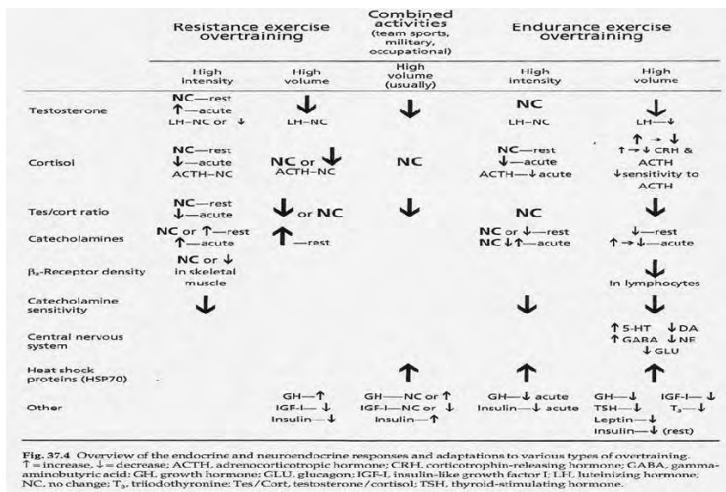 Resistance exercise overtraining
Combined activities (team sports, military, occupational)
Endurance exercise overtraining
High intensity
High volume
High volume (usually)
High intensity
High volume
Testosterone
NC—rest
↑—acute
LH–NC or ↓
↓
LH–NC
↓
NC
LH–NC
↓
LH—↓
Cortisol
NC—rest
↓—acute
ACTH–NC
NC or ↓
ACTH–NC
NC
NC—rest
↓—acute
ACTH—↓ acute
↑ → ↓
↑→↓ CRH &
ACTH
↓sensitivity to
ACTH
Tes/cort ratio
NC—rest
↓—acute
↓ or NC
↓
NC
↓
Catecholamines
NC or ↑—rest
↑—acute
↑—rest
NC or ↓—rest
NC ↓↑—acute
↓—rest
↑→↓—acute
β₂-Receptor density
NC or ↓
in skeletal
muscle
↓
In lymphocytes
Catecholamine
sensitivity
↓
↓
↓
Central nervous
system
↑ 5-HT ↓DA
↑ GABA ↓NE
↓GLU
Heat shock
proteins (HSP70)
↑
↑
↑
Other
GH—↑
IGF-I—↓
Insulin—↓
GH—NC or ↑
IGF-I—NC or ↓
Insulin—↑
GH—↓ acute
Insulin—↓ acute
GH—↓ IGF-I—↓
TSH—↓ T₃—↓
Leptin—↓
Insulin—↓ (rest)
Fig. 37.4 Overview of the endocrine and neuroendocrine responses and adaptations to various types of overtraining.
↑ = increase, ↓ = decrease; ACTH, adrenocorticotropic hormone; CRH, corticotrophin-releasing hormone; GABA, gamma-
aminobutyric acid; GH, growth hormone; GLU, glucagon; IGF-I, insulin-like growth factor I; LH, luteinizing hormone;
NC, no change; T₃, triiodothyronine; Tes/Cort, testosterone/cortisol; TSH, thyroid-stimulating hormone.